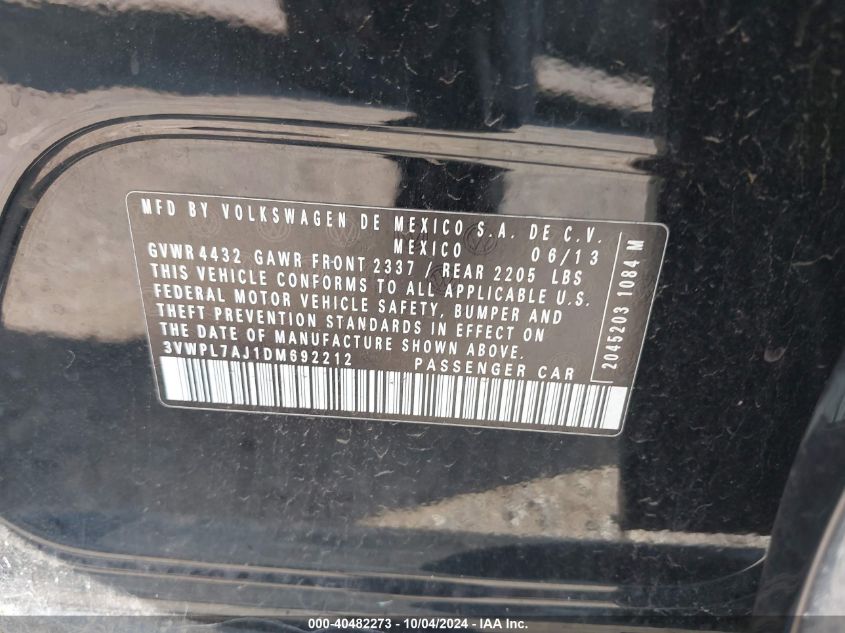 MFD BY VOLKSWAGEN DE MEXICO S.A. DE C.V.
MEXICO 06/13
GVWR 4432 GAWR FRONT 2337 / REAR 2205 LBS
THIS VEHICLE CONFORMS TO ALL APPLICABLE U.S.
FEDERAL MOTOR VEHICLE SAFETY, BUMPER AND
THEFT PREVENTION STANDARDS IN EFFECT ON
THE DATE OF MANUFACTURE SHOWN ABOVE.
3VWPL7AJ1DM692212 PASSENGER CAR
2045203 1084 M
000-40482273 - 10/04/2024 - IAA Inc.